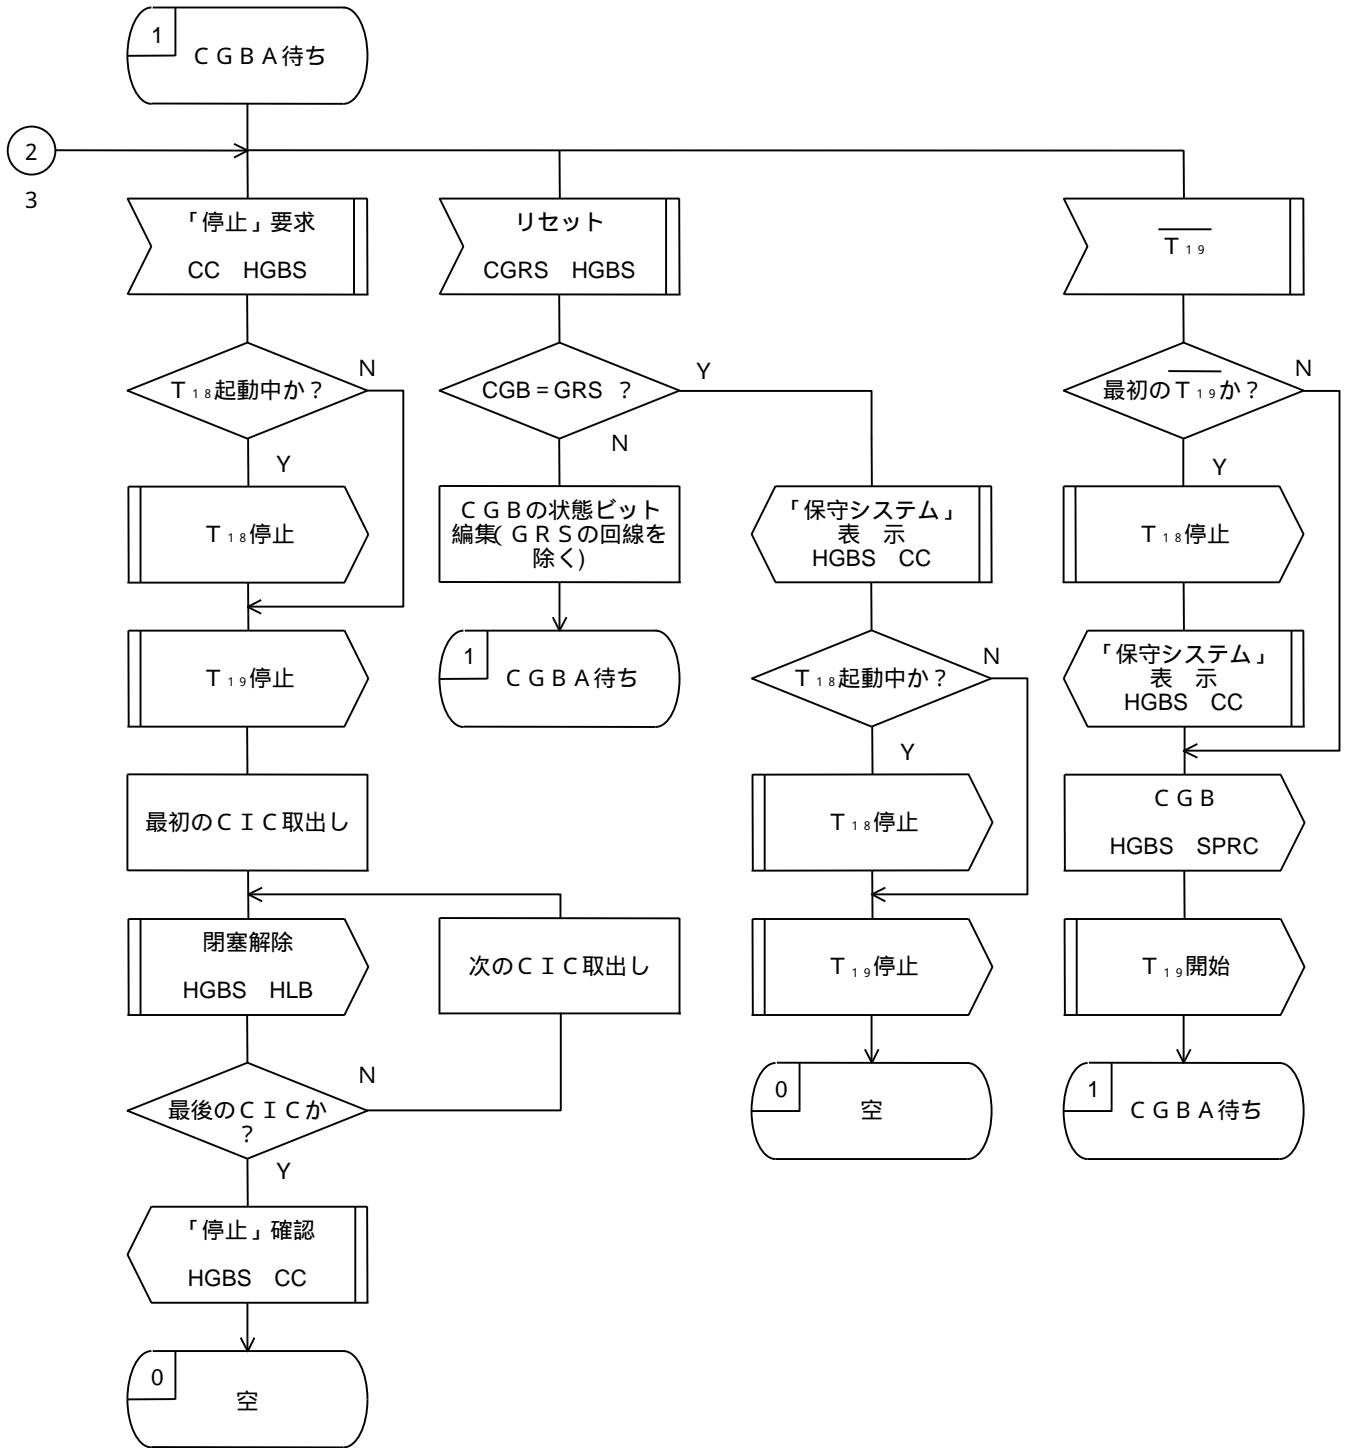 1
ＣＧＢＡ待ち
2
3
「停止」要求
CC　HGBS
T₁₈起動中か？
N
Y
T₁₈停止
T₁₉停止
最初のＣＩＣ取出し
閉塞解除
HGBS　HLB
最後のＣＩＣか
？
N
Y
「停止」確認
HGBS　CC
0
空
リセット
CGRS　HGBS
CGB＝GRS　？
Y
N
ＣＧＢの状態ビット
編集(ＧＲＳの回線を
除く)
1
ＣＧＢＡ待ち
次のＣＩＣ取出し
「保守システム」
表　示
HGBS　CC
T₁₈起動中か？
N
Y
T₁₈停止
T₁₉停止
0
空
T₁₉
最初のT₁₉か？
N
Y
T₁₈停止
「保守システム」
表　示
HGBS　CC
ＣＧＢ
HGBS　SPRC
T₁₉開始
1
ＣＧＢＡ待ち